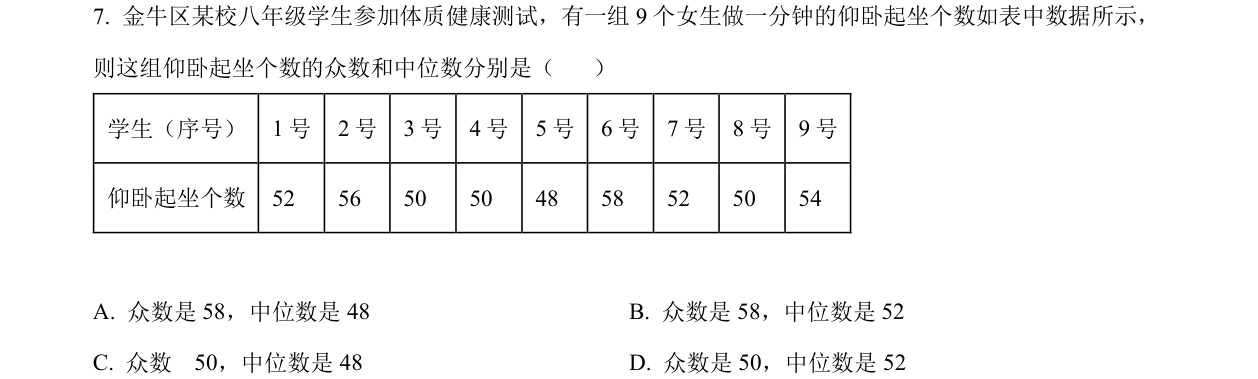 7. 金牛区某校八年级学生参加体质健康测试，有一组 9 个女生做一分钟的仰卧起坐个数如表中数据所示，
则这组仰卧起坐个数的众数和中位数分别是（　　）
学生（序号） 1 号 2 号 3 号 4 号 5 号 6 号 7 号 8 号 9 号
仰卧起坐个数 52 56 50 50 48 58 52 50 54
A. 众数是 58，中位数是 48 B. 众数是 58，中位数是 52
C. 众数　50，中位数是 48 D. 众数是 50，中位数是 52